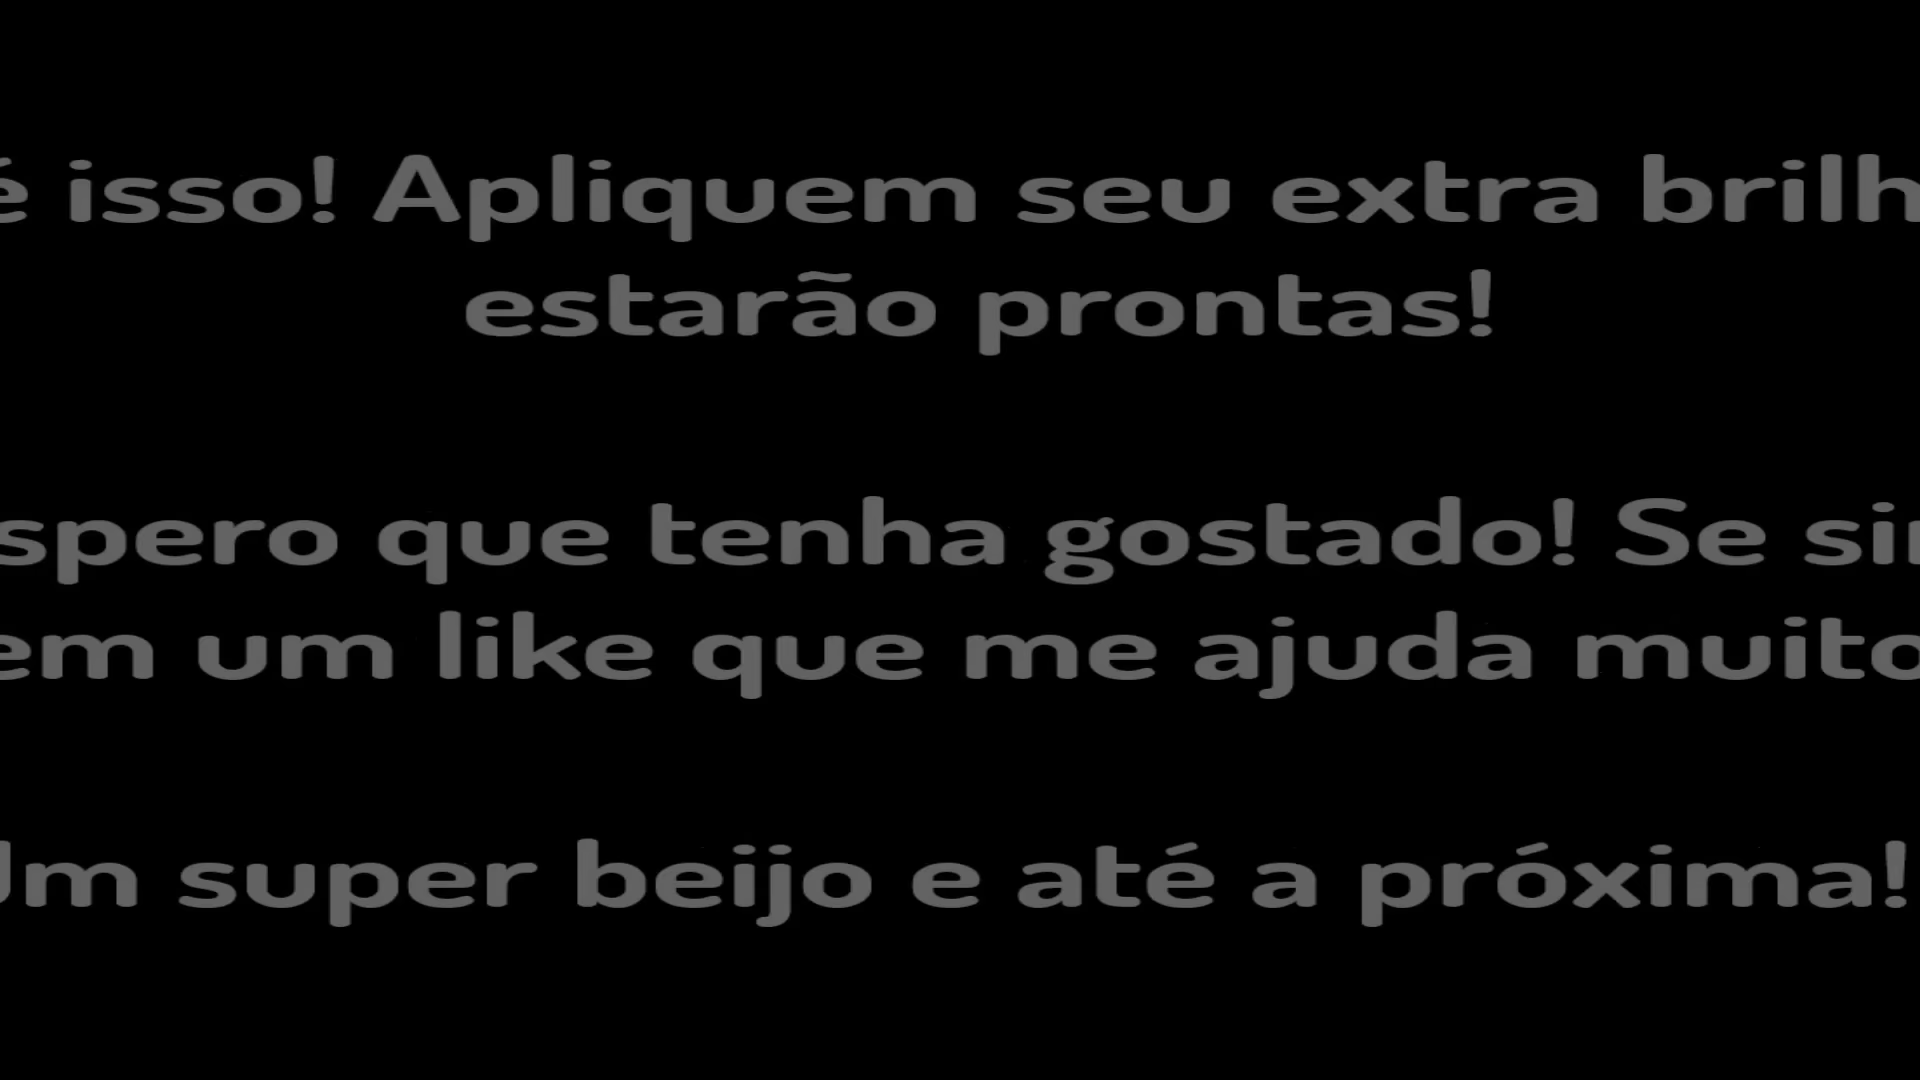 é isso! Apliquem seu extra brilh
estarão prontas!
spero que tenha gostado! Se sin
em um like que me ajuda muito
Um super beijo e até a próxima!